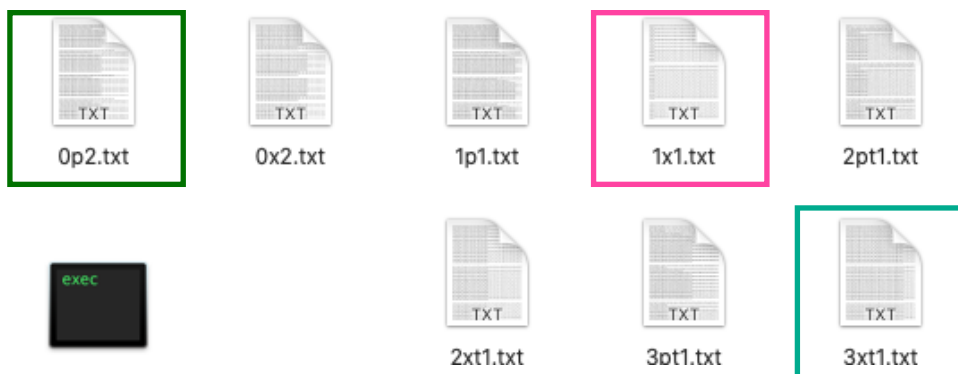 TXT TXT TXT TXT TXT
0p2.txt 0x2.txt 1p1.txt 1x1.txt 2pt1.txt
exec
TXT TXT TXT
2xt1.txt 3pt1.txt 3xt1.txt